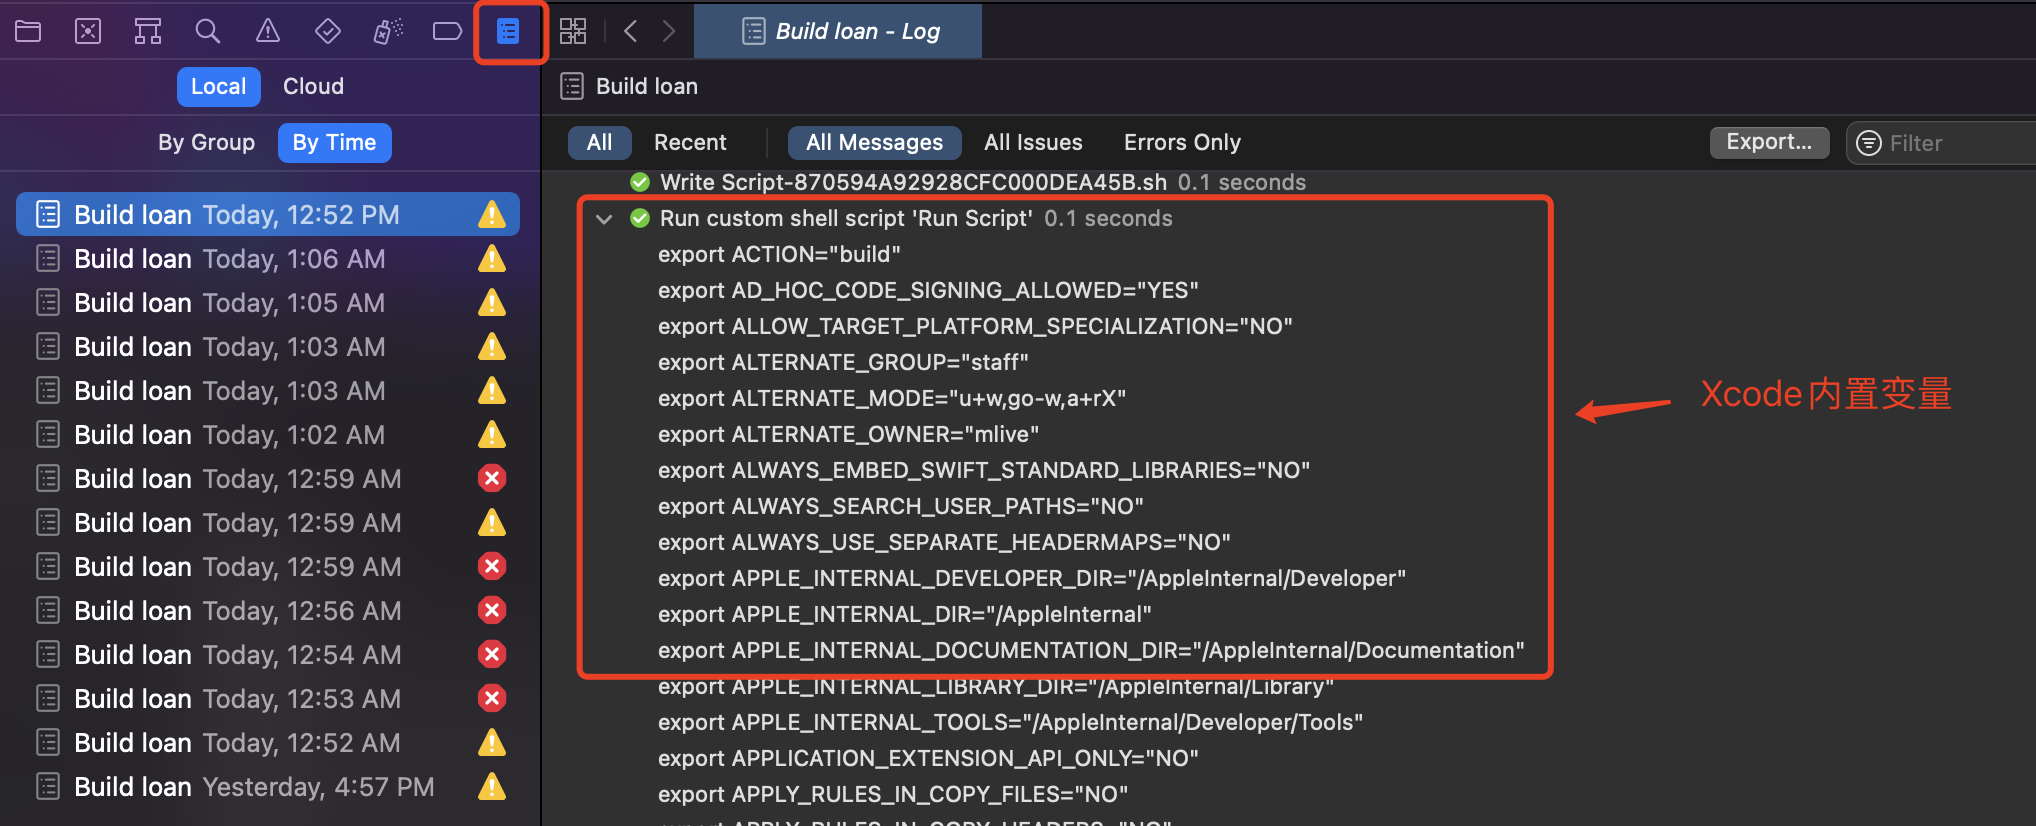 Build loan - Log
Local Cloud
Build loan
By Group By Time
All Recent All Messages All Issues Errors Only Export... Filter
Build loan Today, 12:52 PM
Build loan Today, 1:06 AM
Build loan Today, 1:05 AM
Build loan Today, 1:03 AM
Build loan Today, 1:03 AM
Build loan Today, 1:02 AM
Build loan Today, 12:59 AM
Build loan Today, 12:59 AM
Build loan Today, 12:59 AM
Build loan Today, 12:56 AM
Build loan Today, 12:54 AM
Build loan Today, 12:53 AM
Build loan Today, 12:52 AM
Build loan Yesterday, 4:57 PM
Write Script-870594A92928CFC000DEA45B.sh 0.1 seconds
Run custom shell script 'Run Script' 0.1 seconds
export ACTION="build"
export AD_HOC_CODE_SIGNING_ALLOWED="YES"
export ALLOW_TARGET_PLATFORM_SPECIALIZATION="NO"
export ALTERNATE_GROUP="staff"
export ALTERNATE_MODE="u+w,go-w,a+rX"
export ALTERNATE_OWNER="mlive"
export ALWAYS_EMBED_SWIFT_STANDARD_LIBRARIES="NO"
export ALWAYS_SEARCH_USER_PATHS="NO"
export ALWAYS_USE_SEPARATE_HEADERMAPS="NO"
export APPLE_INTERNAL_DEVELOPER_DIR="/AppleInternal/Developer"
export APPLE_INTERNAL_DIR="/AppleInternal"
export APPLE_INTERNAL_DOCUMENTATION_DIR="/AppleInternal/Documentation"
export APPLE_INTERNAL_LIBRARY_DIR="/AppleInternal/Library"
export APPLE_INTERNAL_TOOLS="/AppleInternal/Developer/Tools"
export APPLICATION_EXTENSION_API_ONLY="NO"
export APPLY_RULES_IN_COPY_FILES="NO"
export APPLY_RULES_IN_COPY_HEADERS="NO"
Xcode内置变量